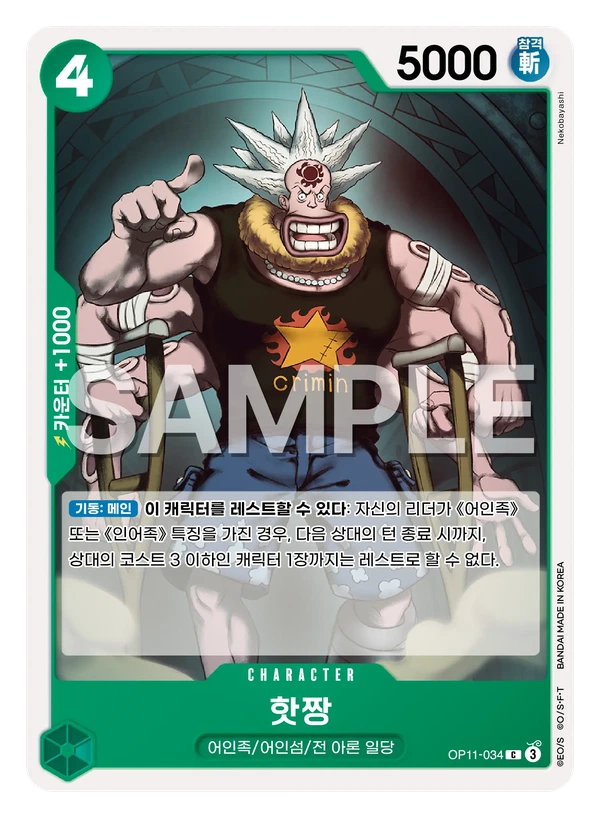 4
5000
참격
斬
Nekobayashi
⚡카운터 +1000
crimin
SAMPLE
기동: 메인 이 캐릭터를 레스트할 수 있다: 자신의 리더가 《어인족》
또는 《인어족》 특징을 가진 경우, 다음 상대의 턴 종료 시까지,
상대의 코스트 3 이하인 캐릭터 1장까지는 레스트로 할 수 없다.
CHARACTER
핫짱
어인족/어인섬/전 아론 일당
OP11-034 C 3
©EO/S ©O/S·F·T BANDAI MADE IN KOREA